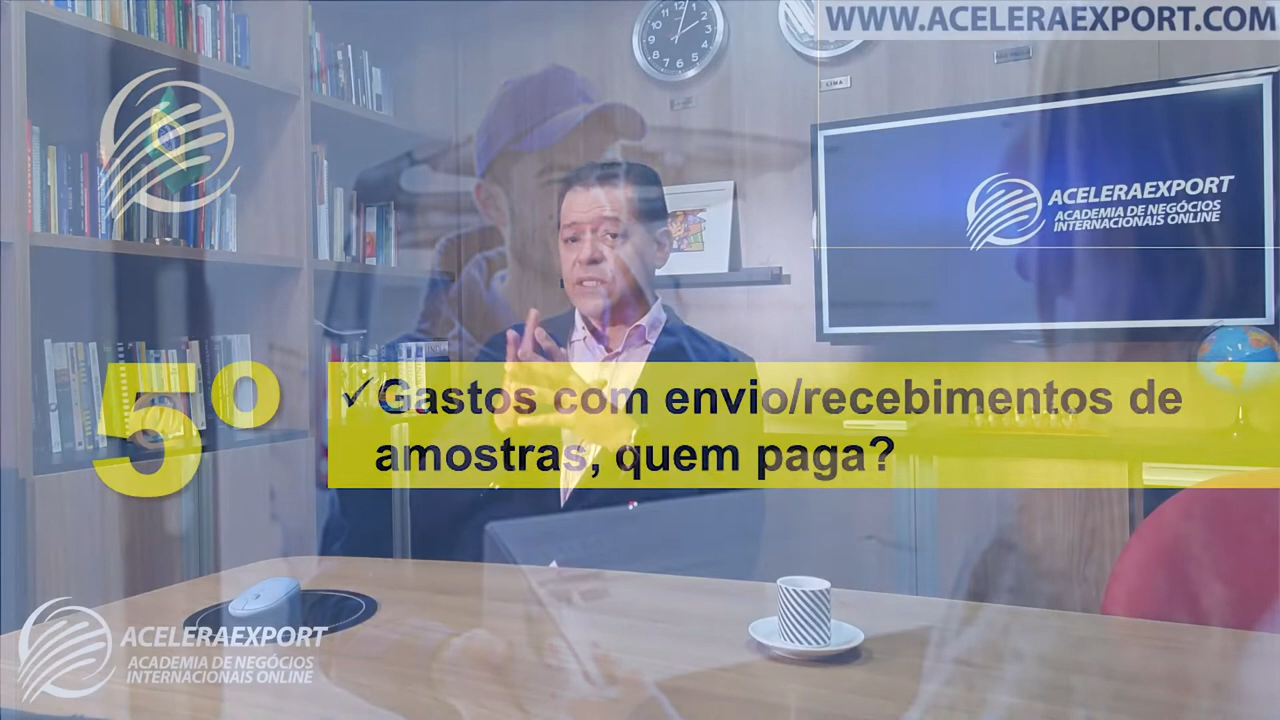 WWW.ACELERAEXPORT.COM
LIMA
ACELERAEXPORT
ACADEMIA DE NEGÓCIOS
INTERNACIONAIS ONLINE
5º
✓Gastos com envio/recebimentos de
amostras, quem paga?
ACELERAEXPORT
ACADEMIA DE NEGÓCIOS
INTERNACIONAIS ONLINE